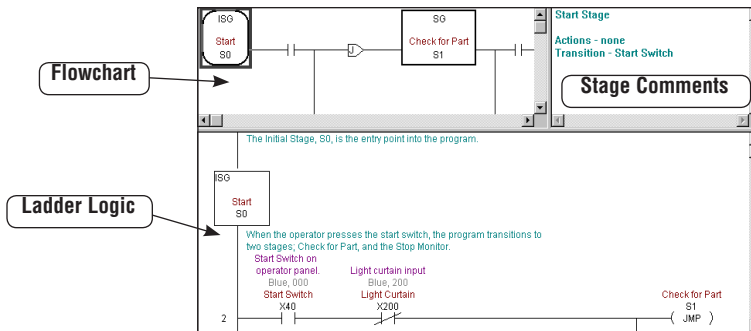 ISG
Start
S0
J
SG
Check for Part
S1
Start Stage
Actions - none
Transition - Start Switch
Flowchart
Stage Comments
The Initial Stage, S0, is the entry point into the program.
ISG
Start
S0
Ladder Logic
When the operator presses the start switch, the program transitions to
two stages; Check for Part, and the Stop Monitor.
Start Switch on
operator panel.
Blue, 000
Start Switch
X40
Light curtain input
Blue, 200
Light Curtain
X200
Check for Part
S1
2
( JMP )